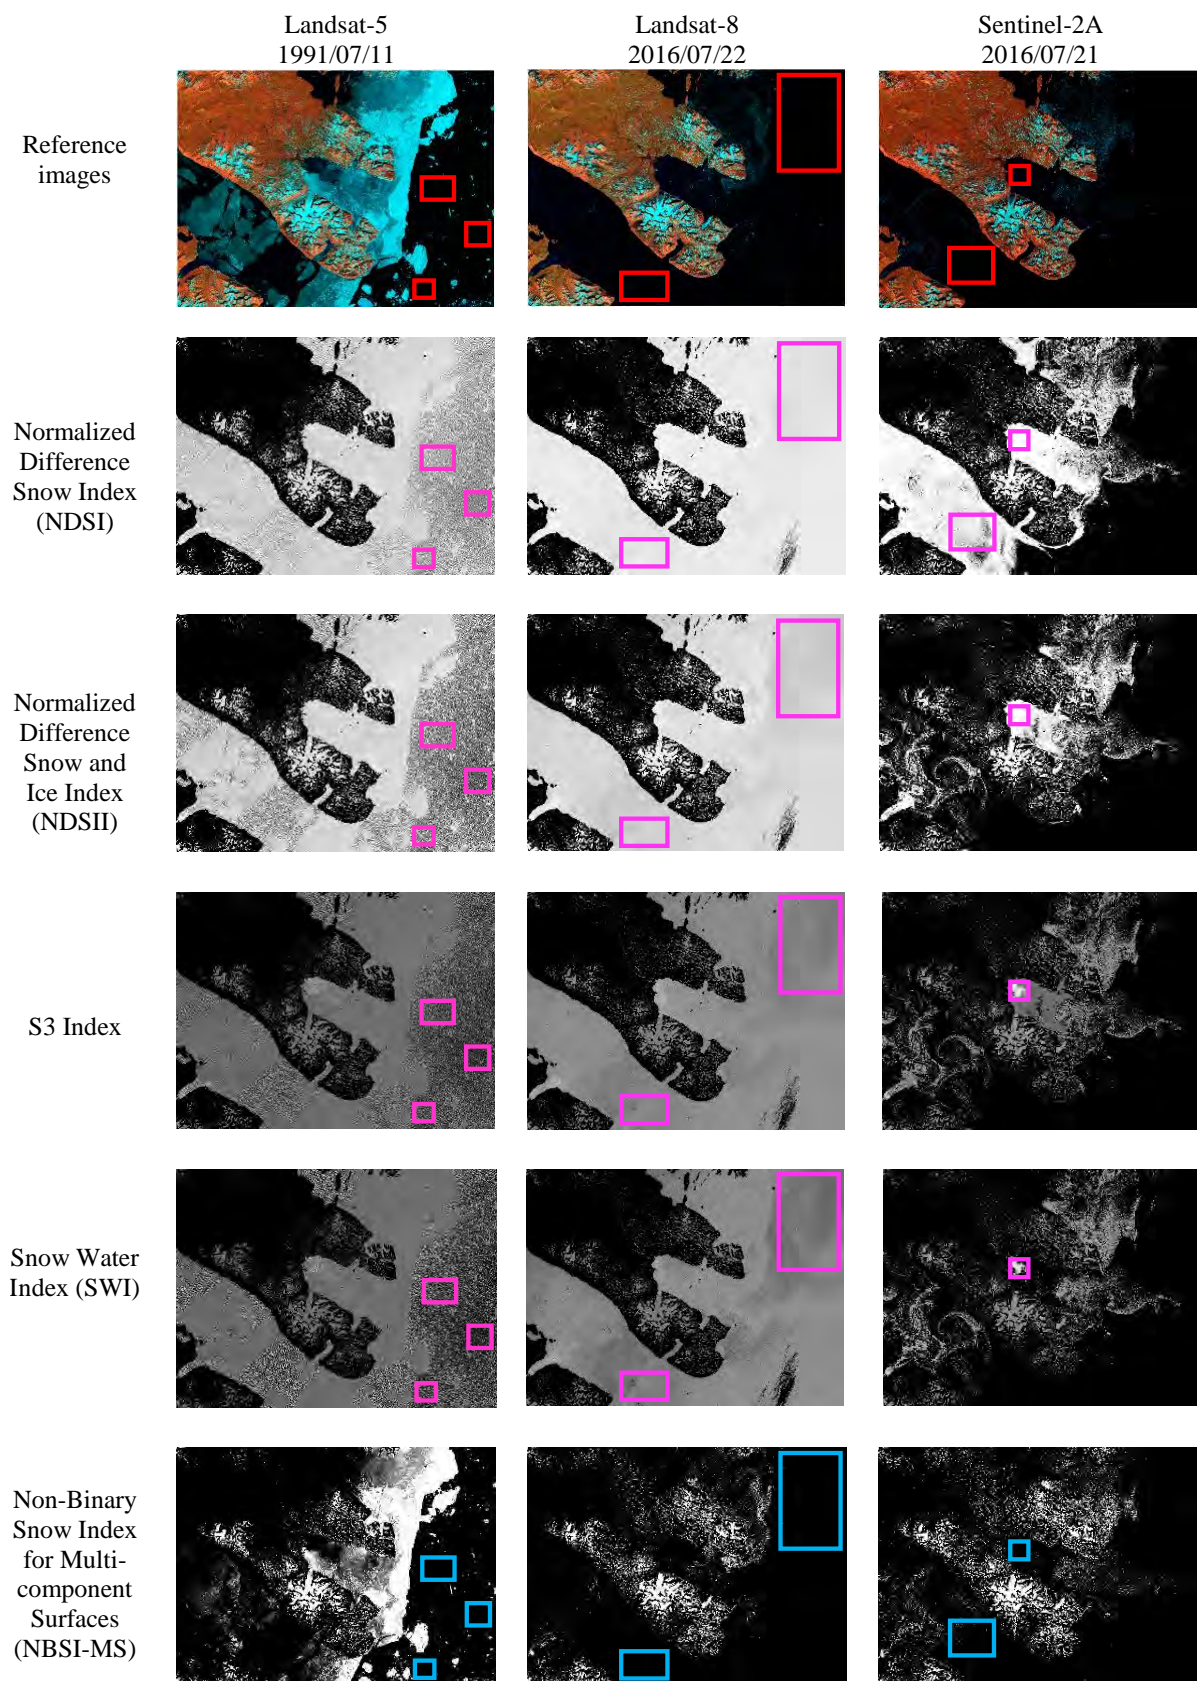 Landsat-5
1991/07/11
Landsat-8
2016/07/22
Sentinel-2A
2016/07/21
Reference
images
Normalized
Difference
Snow Index
(NDSI)
Normalized
Difference
Snow and
Ice Index
(NDSII)
S3 Index
Snow Water
Index (SWI)
Non-Binary
Snow Index
for Multi-
component
Surfaces
(NBSI-MS)